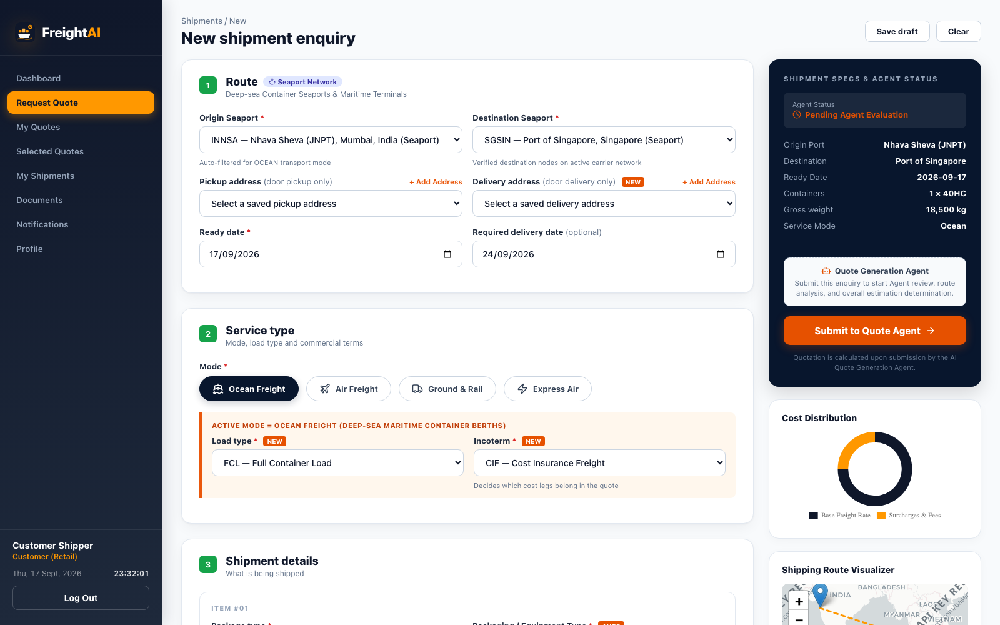 FreightAI
Dashboard
Request Quote
My Quotes
Selected Quotes
My Shipments
Documents
Notifications
Profile
Customer Shipper
Customer (Retail)
Thu, 17 Sept, 2026 23:32:01
Log Out
Shipments / New
New shipment enquiry
Save draft Clear
1 Route Seaport Network
Deep-sea Container Seaports & Maritime Terminals
Origin Seaport * Destination Seaport *
INNSA — Nhava Sheva (JNPT), Mumbai, India (Seaport) SGSIN — Port of Singapore, Singapore (Seaport)
Auto-filtered for OCEAN transport mode Verified destination nodes on active carrier network
Pickup address (door pickup only) + Add Address Delivery address (door delivery only) NEW + Add Address
Select a saved pickup address Select a saved delivery address
Ready date * Required delivery date (optional)
17/09/2026 24/09/2026
2 Service type
Mode, load type and commercial terms
Mode *
Ocean Freight Air Freight Ground & Rail Express Air
ACTIVE MODE = OCEAN FREIGHT (DEEP-SEA MARITIME CONTAINER BERTHS)
Load type * NEW Incoterm * NEW
FCL — Full Container Load CIF — Cost Insurance Freight
Decides which cost legs belong in the quote
3 Shipment details
What is being shipped
ITEM #01
Package type * Packaging / Equipment Type *
SHIPMENT SPECS & AGENT STATUS
Agent Status
Pending Agent Evaluation
Origin Port Nhava Sheva (JNPT)
Destination Port of Singapore
Ready Date 2026-09-17
Containers 1 × 40HC
Gross weight 18,500 kg
Service Mode Ocean
Quote Generation Agent
Submit this enquiry to start Agent review, route
analysis, and overall estimation determination.
Submit to Quote Agent →
Quotation is calculated upon submission by the AI
Quote Generation Agent.
Cost Distribution
Base Freight Rate Surcharges & Fees
Shipping Route Visualizer
+
−
BANGLADESH
INDIA
LAOS
MYANMAR
VIETNAM
API KEY RE